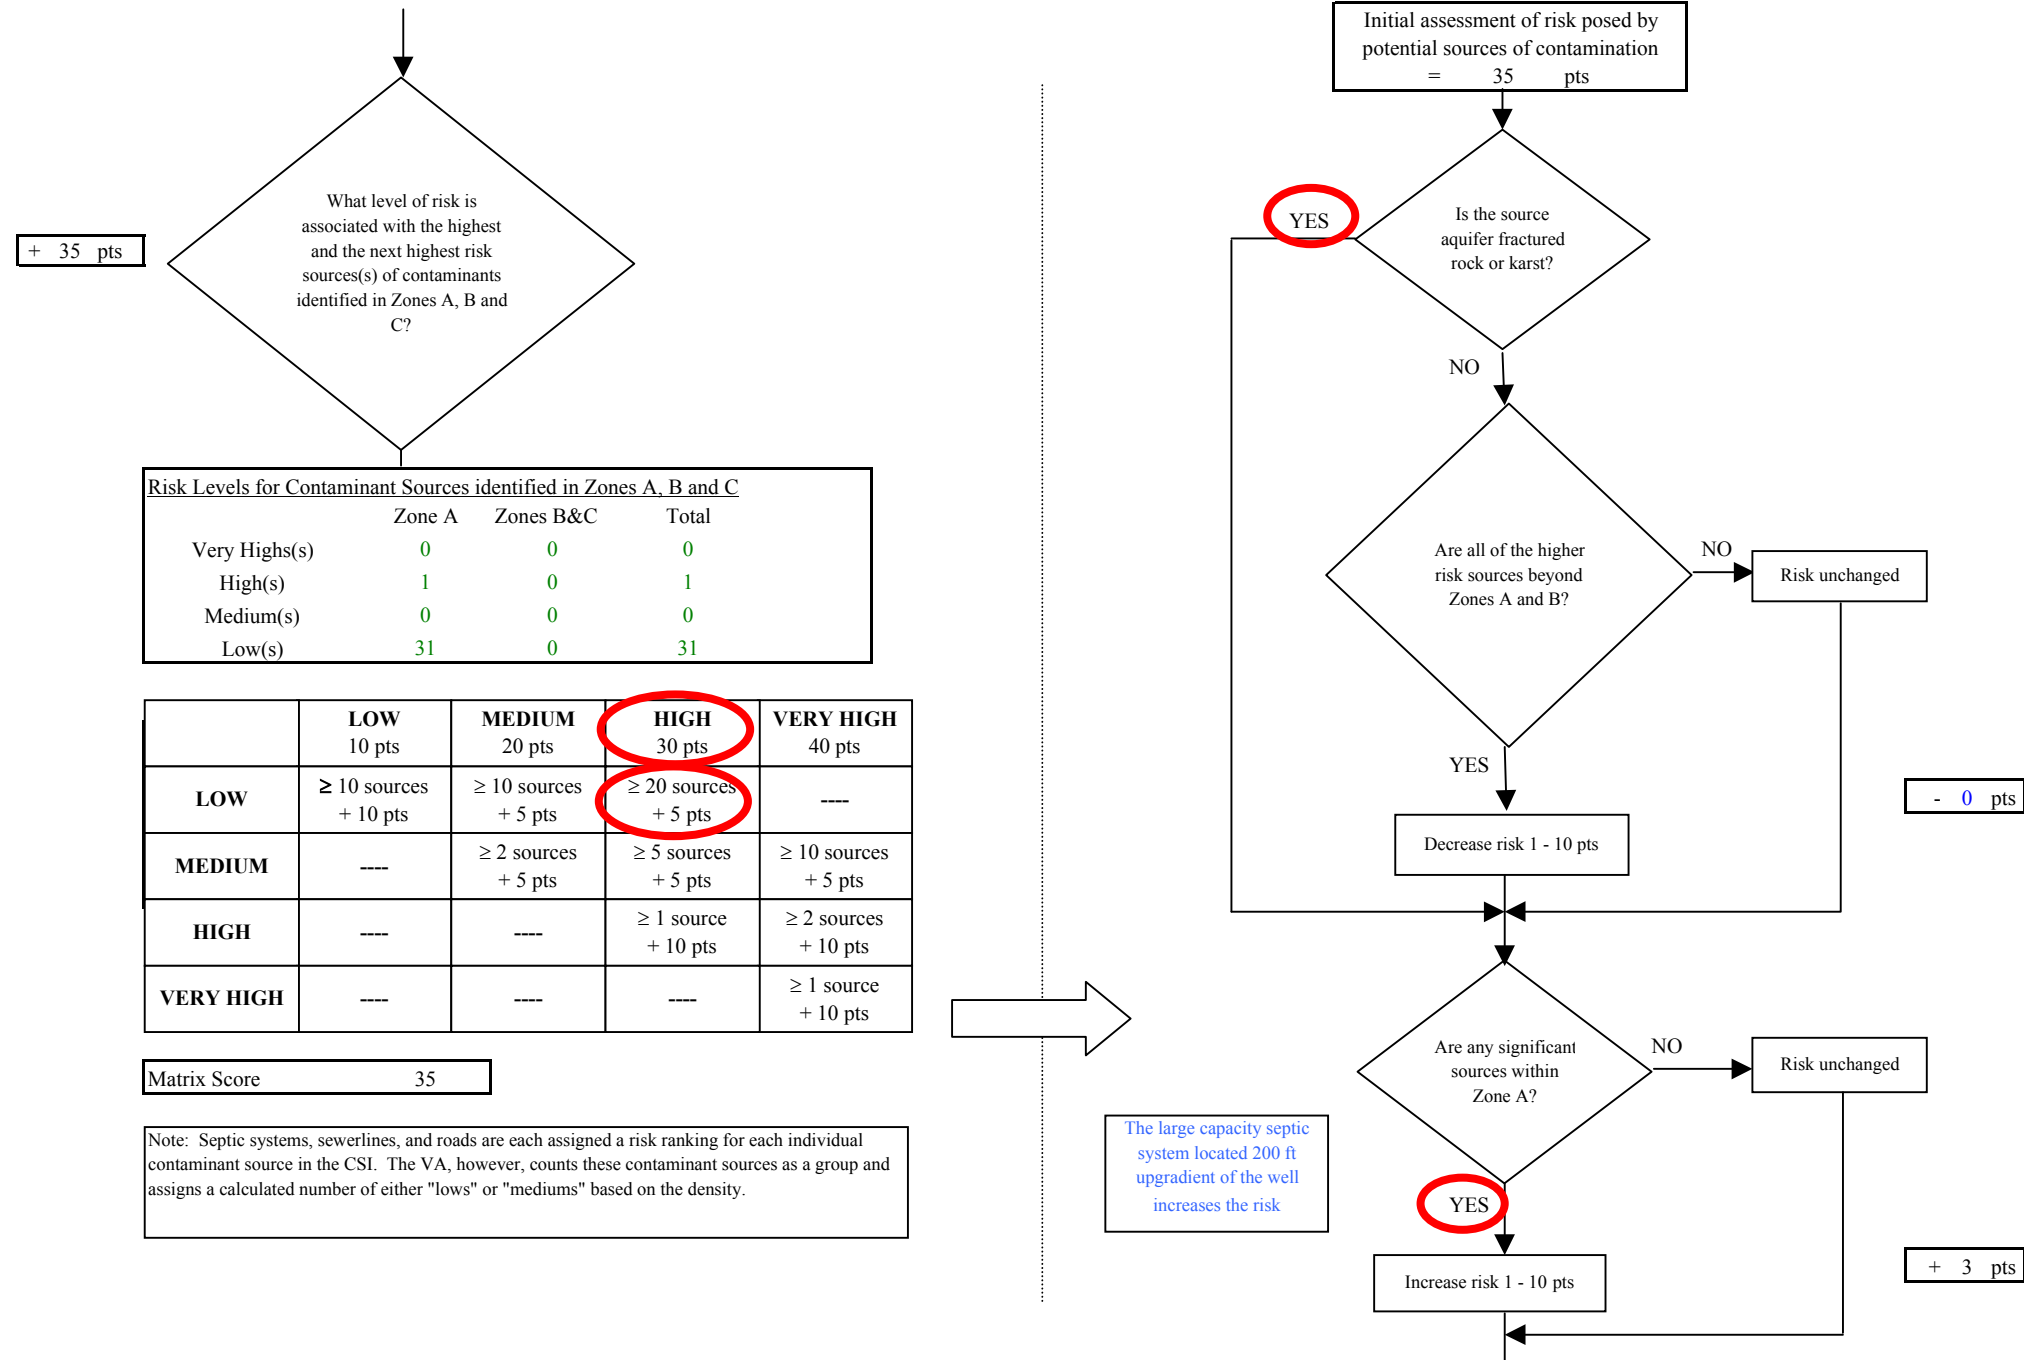 + 35 pts
What level of risk is
associated with the highest
and the next highest risk
sources(s) of contaminants
identified in Zones A, B and
C?
Risk Levels for Contaminant Sources identified in Zones A, B and C
Zone A Zones B&C Total
Very Highs(s) 0 0 0
High(s) 1 0 1
Medium(s) 0 0 0
Low(s) 31 0 31
LOW MEDIUM HIGH VERY HIGH
10 pts 20 pts 30 pts 40 pts
LOW ≥ 10 sources ≥ 10 sources ≥ 20 sources ----
+ 10 pts + 5 pts + 5 pts
MEDIUM ---- ≥ 2 sources ≥ 5 sources ≥ 10 sources
+ 5 pts + 5 pts + 5 pts
HIGH ---- ---- ≥ 1 source ≥ 2 sources
+ 10 pts + 10 pts
VERY HIGH ---- ---- ---- ≥ 1 source
+ 10 pts
Matrix Score 35
Note: Septic systems, sewerlines, and roads are each assigned a risk ranking for each individual
contaminant source in the CSI. The VA, however, counts these contaminant sources as a group and
assigns a calculated number of either "lows" or "mediums" based on the density.
Initial assessment of risk posed by
potential sources of contamination
= 35 pts
YES
Is the source
aquifer fractured
rock or karst?
NO
Are all of the higher
risk sources beyond
Zones A and B?
NO
Risk unchanged
YES
- 0 pts
Decrease risk 1 - 10 pts
Are any significant
sources within
Zone A?
NO
Risk unchanged
The large capacity septic
system located 200 ft
upgradient of the well
increases the risk
YES
Increase risk 1 - 10 pts
+ 3 pts